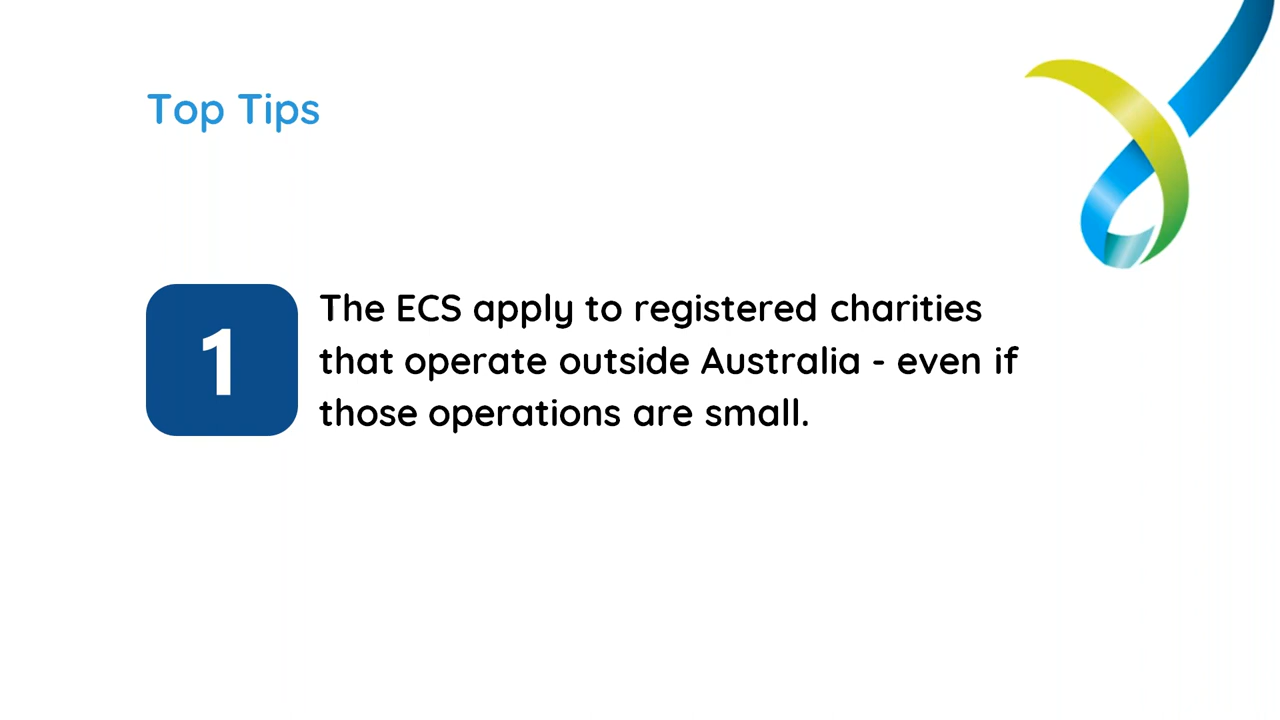 Top Tips
1
The ECS apply to registered charities
that operate outside Australia - even if
those operations are small.